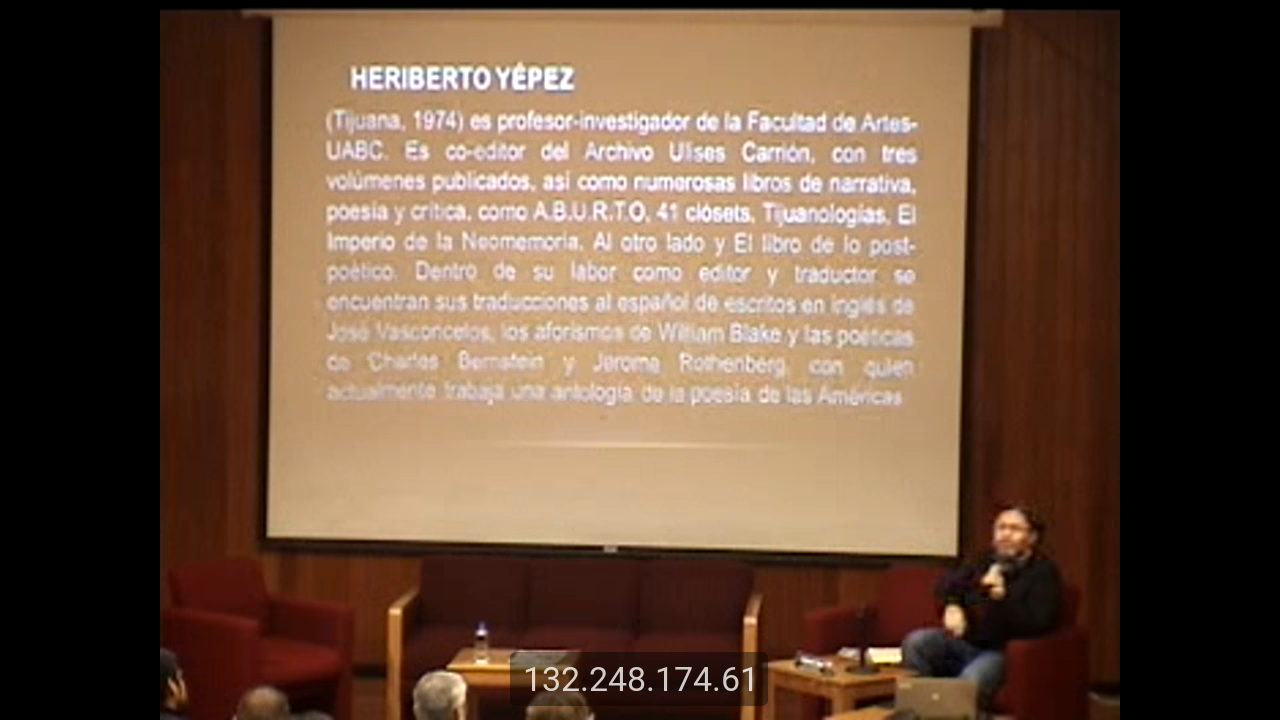 HERIBERTO YÉPEZ
(Tijuana, 1974) es profesor-investigador de la Facultad de Artes-
UABC. Es co-editor del Archivo Ulises Carrión, con tres
volúmenes publicados, así como numerosas libros de narrativa,
poesía y crítica, como A.B.U.R.T.O, 41 clósets, Tijuanologías, El
Imperio de la Neomemoria, Al otro lado y El libro de lo post-
poético. Dentro de su labor como editor y traductor se
encuentran sus traducciones al español de escritos en inglés de
José Vasconcelos, los aforismos de William Blake y las poéticas
de Charles Bernstein y Jerome Rothenberg, con quien
actualmente trabaja una antología de la poesía de las Américas
132.248.174.61